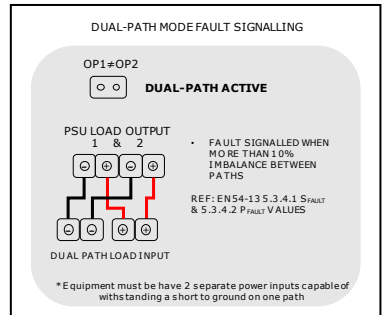 DUAL-PATH MODE FAULT SIGNALLING
OP1≠OP2
DUAL-PATH ACTIVE
PSU LOAD OUTPUT
1 & 2
• FAULT SIGNALLED WHEN
MORE THAN 10%
IMBALANCE BETWEEN
PATHS
REF: EN54-13 5.3.4.1 SFAULT
& 5.3.4.2 PFAULT VALUES
- + - +
- - + +
DUAL PATH LOAD INPUT
*Equipment must be have 2 separate power inputs capable of
withstanding a short to ground on one path